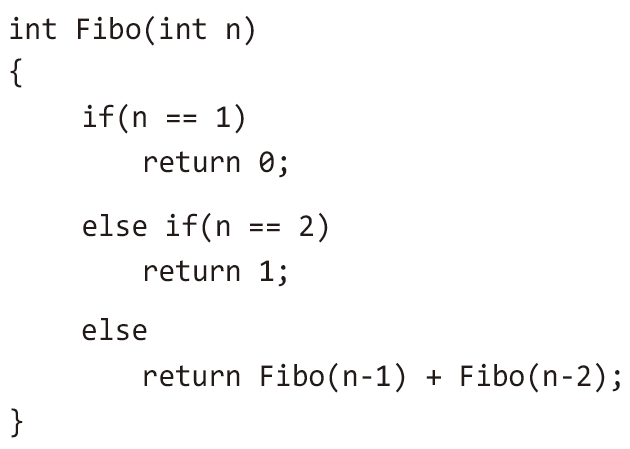 int Fibo(int n)
{
    if(n == 1)
        return 0;
    else if(n == 2)
        return 1;
    else
        return Fibo(n-1) + Fibo(n-2);
}